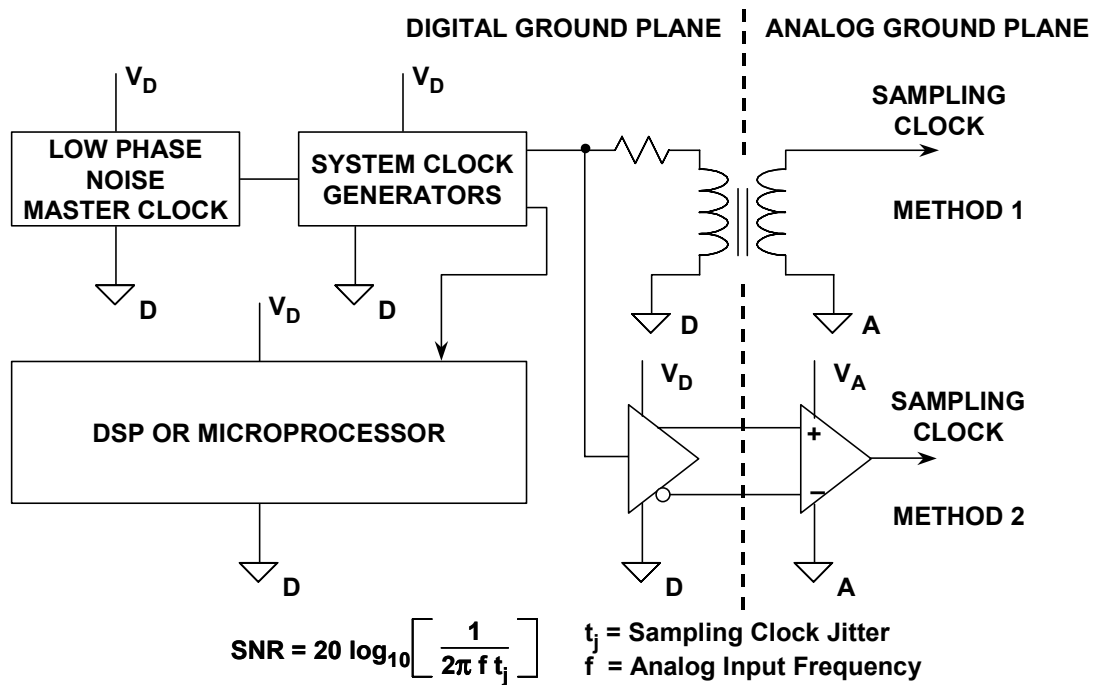 DIGITAL GROUND PLANE
ANALOG GROUND PLANE
V_D
V_D
SAMPLING
CLOCK
LOW PHASE
NOISE
MASTER CLOCK
SYSTEM CLOCK
GENERATORS
METHOD 1
D
D
V_D
D
A
V_D
V_A
DSP OR MICROPROCESSOR
+
−
SAMPLING
CLOCK
METHOD 2
D
D
A
SNR = 20 log₁₀[1 / (2π f t_j)]
t_j = Sampling Clock Jitter
f = Analog Input Frequency